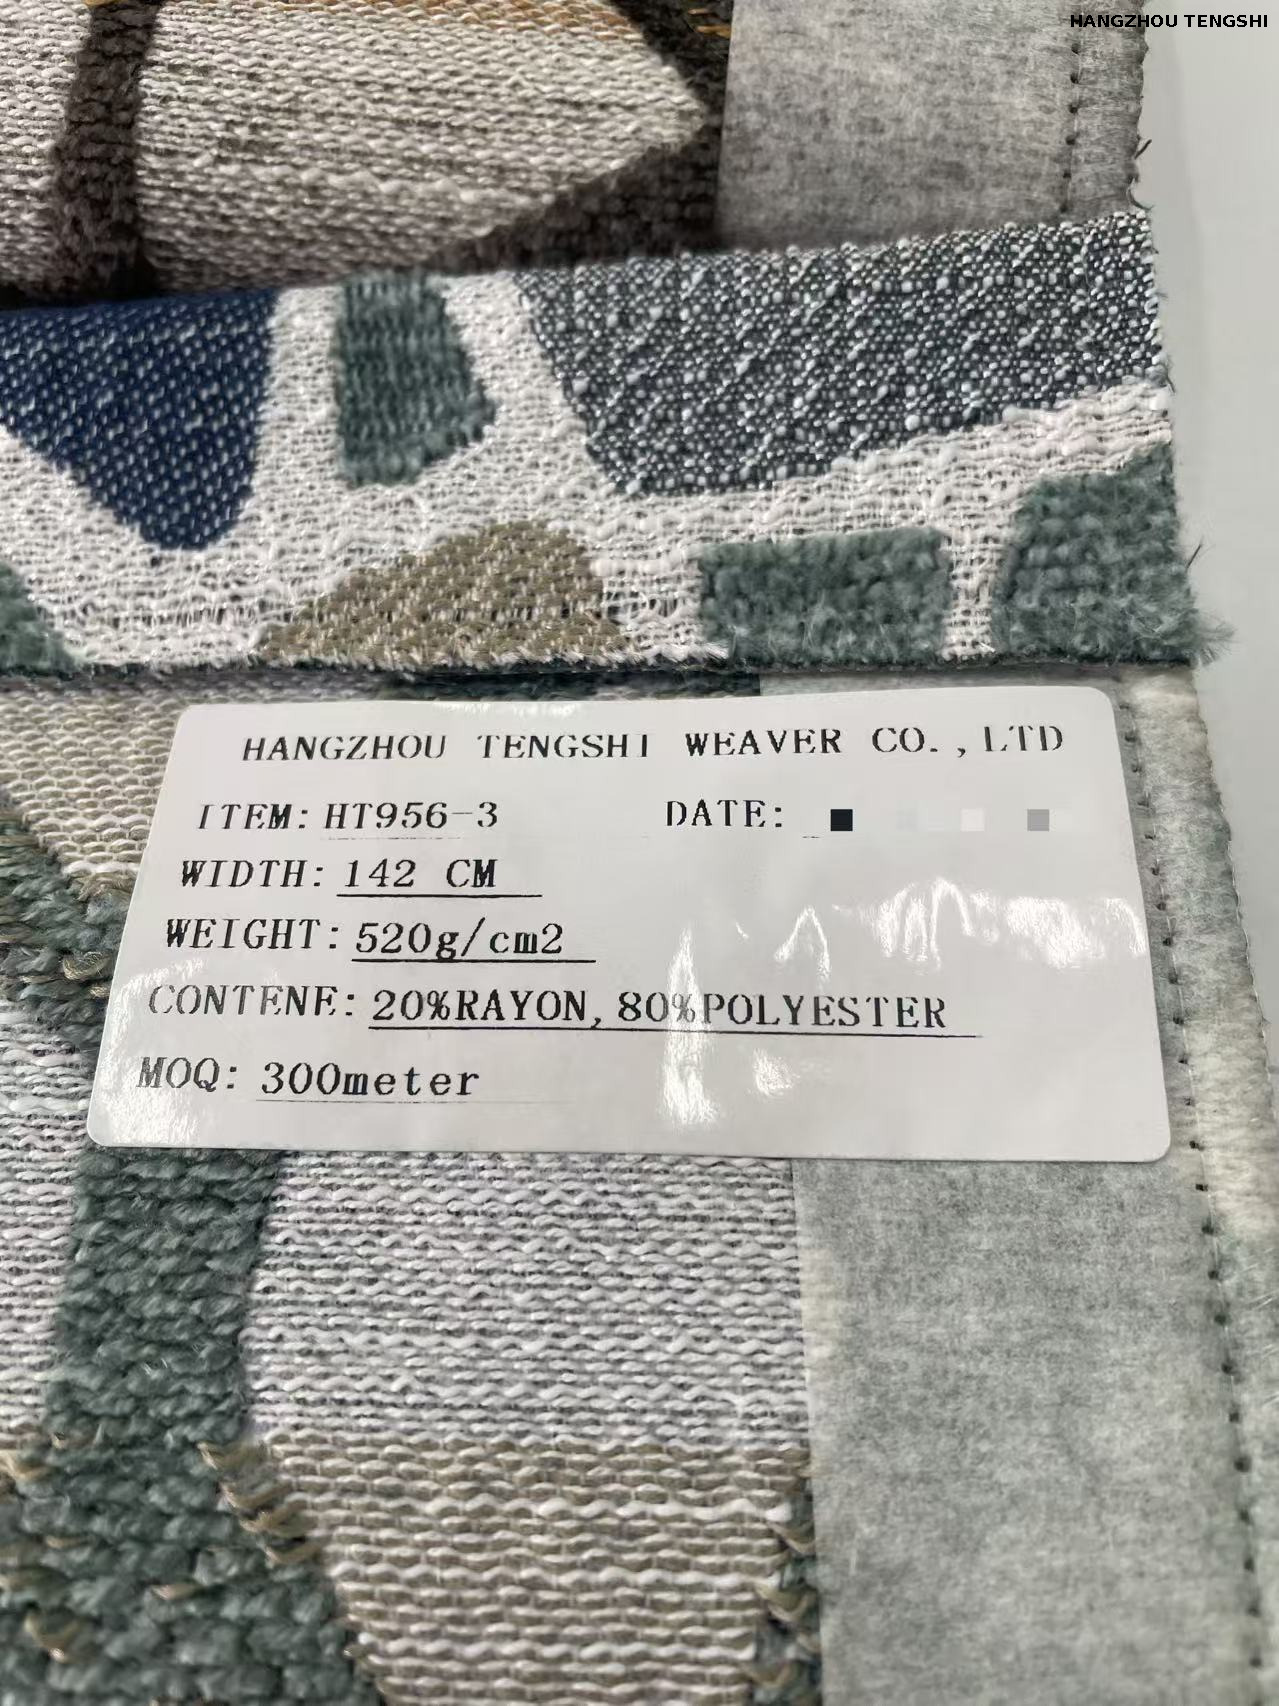 HANGZHOU TENGSHI
HANGZHOU TENGSHI WEAVER CO.,LTD
ITEM: HT956-3 DATE:
WIDTH: 142 CM
WEIGHT: 520g/cm2
CONTENE: 20%RAYON, 80%POLYESTER
MOQ: 300meter